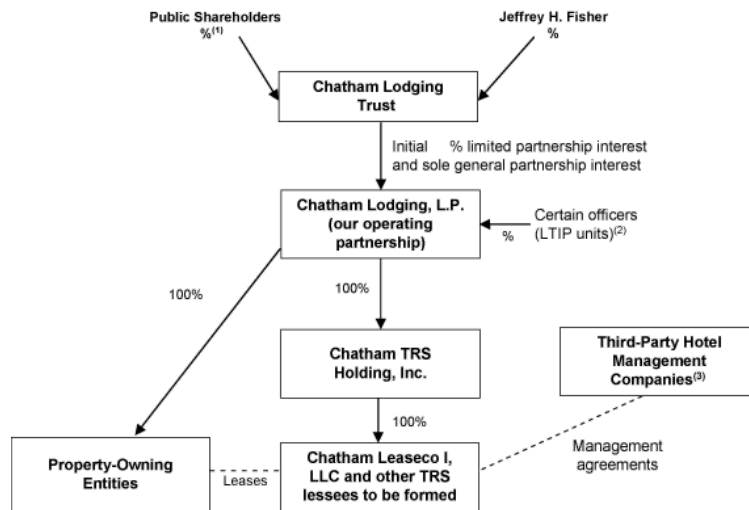 Public Shareholders
%(1)
Jeffrey H. Fisher
%
Chatham Lodging
Trust
Initial % limited partnership interest
and sole general partnership interest
Chatham Lodging, L.P.
(our operating
partnership)
Certain officers
(LTIP units)(2)
%
100%
100%
Chatham TRS
Holding, Inc.
Third-Party Hotel
Management
Companies(3)
100%
Property-Owning
Entities
Leases
Chatham Leaseco I,
LLC and other TRS
lessees to be formed
Management
agreements